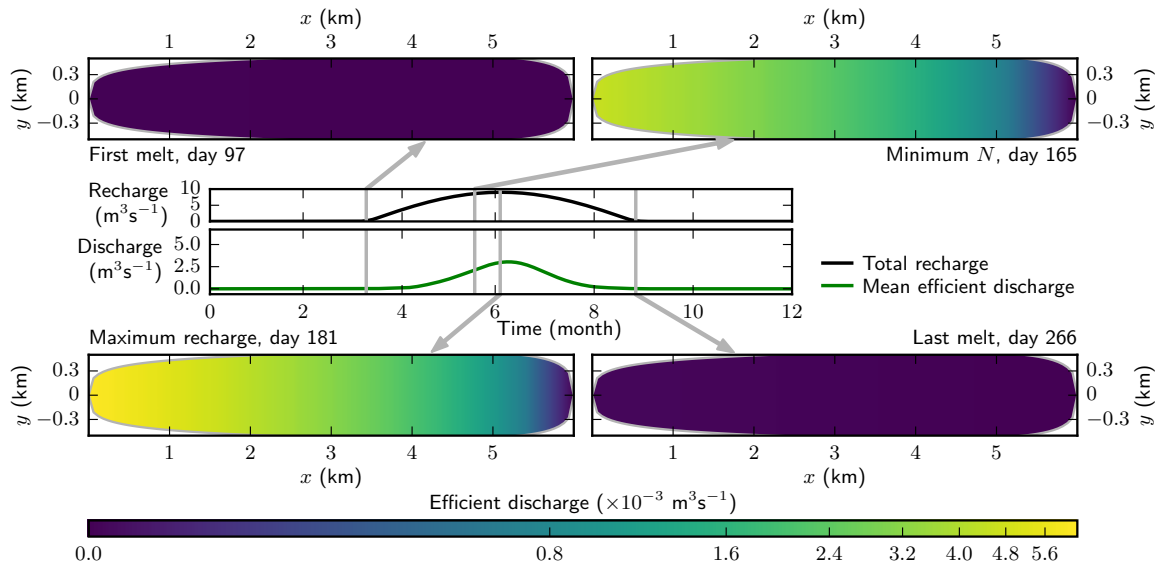 x (km)
x (km)
1 2 3 4 5
1 2 3 4 5
y (km)
0.3
0
−0.3
0.3
0
−0.3
y (km)
First melt, day 97
Minimum N, day 165
Recharge
(m³s⁻¹)
10
5
0
Discharge
(m³s⁻¹)
5.0
2.5
0.0
Total recharge
Mean efficient discharge
0 2 4 6 8 10 12
Time (month)
Maximum recharge, day 181
Last melt, day 266
y (km)
0.3
0
−0.3
0.3
0
−0.3
y (km)
1 2 3 4 5
1 2 3 4 5
x (km)
x (km)
Efficient discharge (×10⁻³ m³s⁻¹)
0.0 0.8 1.6 2.4 3.2 4.0 4.8 5.6